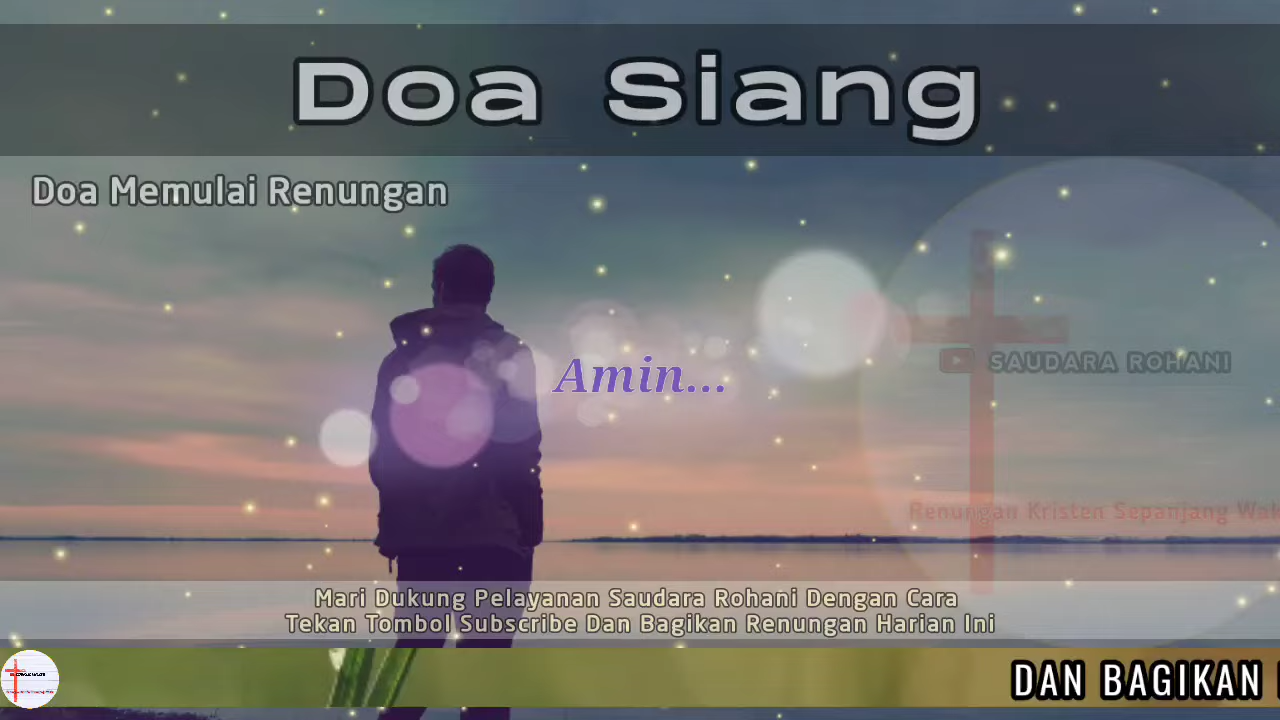 Doa Siang
Doa Memulai Renungan
SAUDARA ROHANI
Amin...
Renungan Kristen Sepanjang
Mari Dukung Pelayanan Saudara Rohani Dengan Cara
Tekan Tombol Subscribe Dan Bagikan Renungan Harian Ini
DAN BAGIKAN